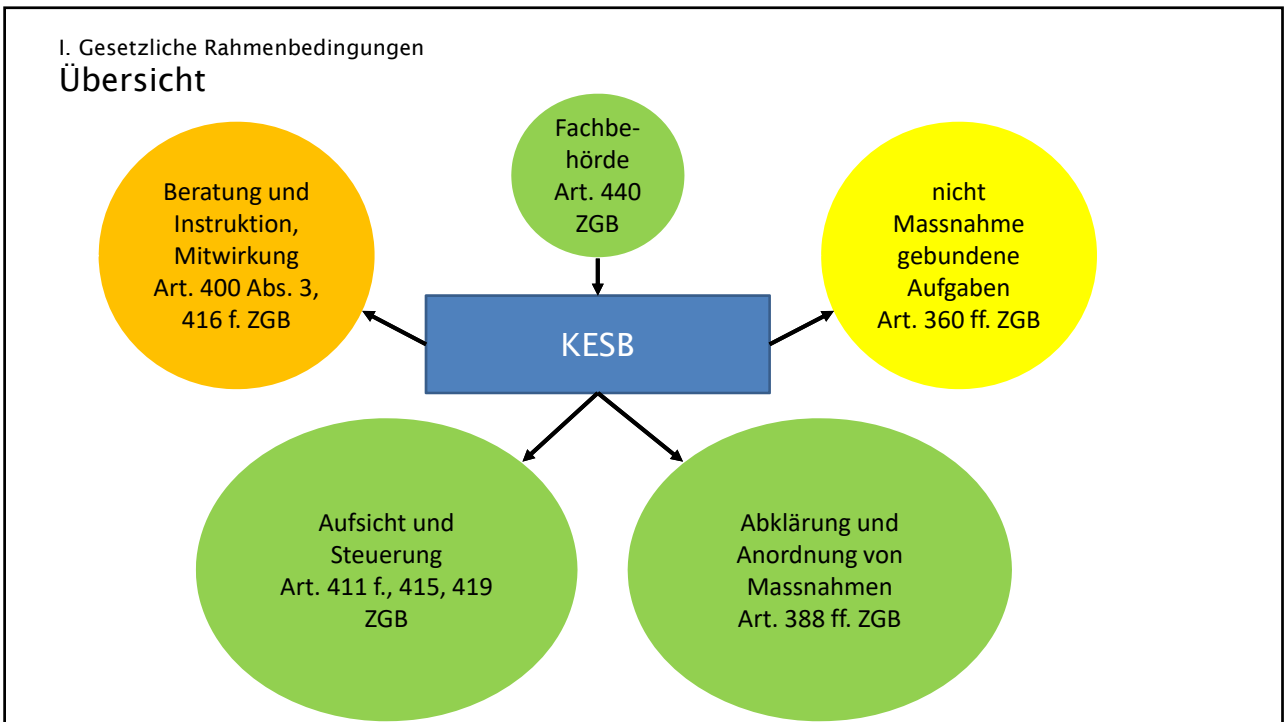 I. Gesetzliche Rahmenbedingungen
Übersicht
Fachbe-
hörde
Art. 440
ZGB
Beratung und
Instruktion,
Mitwirkung
Art. 400 Abs. 3,
416 f. ZGB
nicht
Massnahme
gebundene
Aufgaben
Art. 360 ff. ZGB
KESB
Aufsicht und
Steuerung
Art. 411 f., 415, 419
ZGB
Abklärung und
Anordnung von
Massnahmen
Art. 388 ff. ZGB